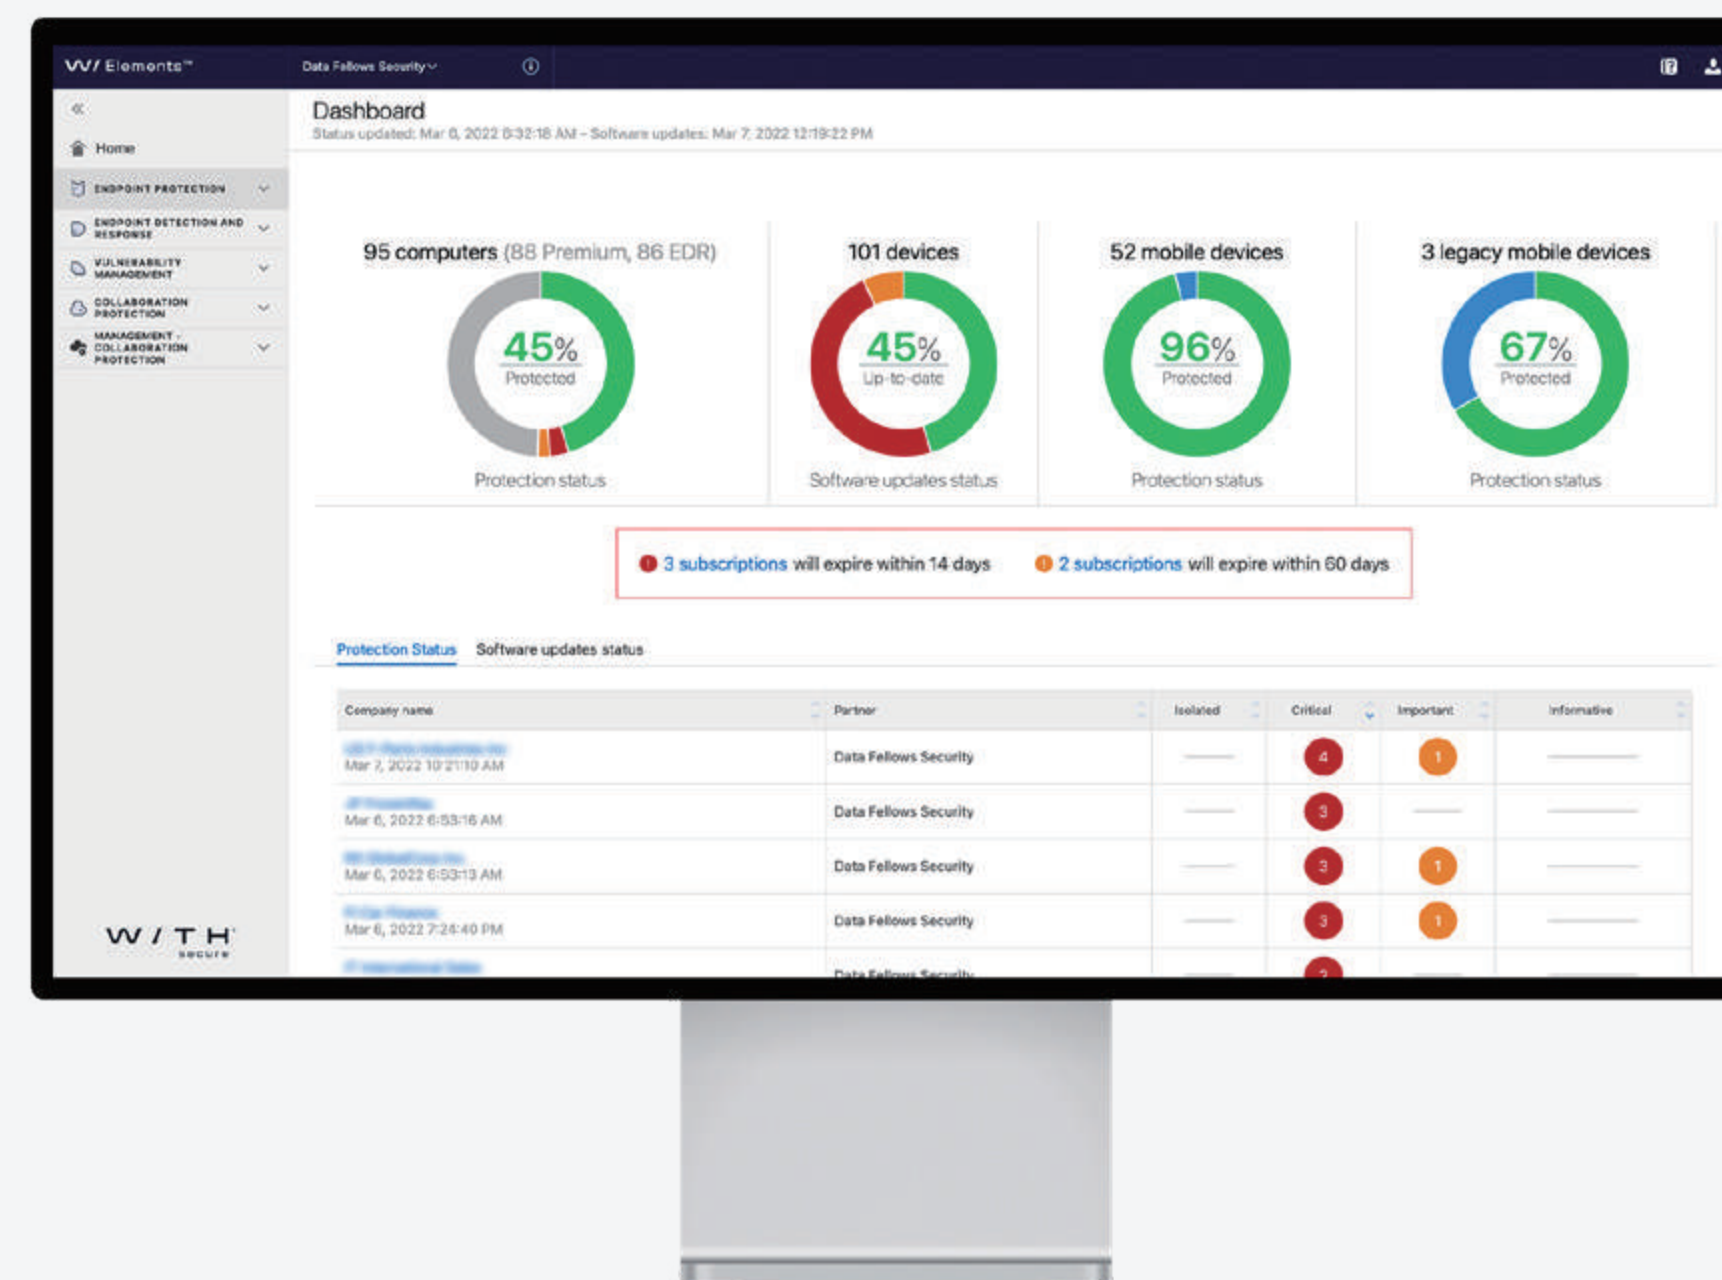 W/ Elements™
Data Fellows Security
Dashboard
Status updated: Mar 6, 2022 6:32:18 AM – Software updates: Mar 7, 2022 12:19:22 PM
Home
ENDPOINT PROTECTION
ENDPOINT DETECTION AND
RESPONSE
VULNERABILITY
MANAGEMENT
COLLABORATION
PROTECTION
MANAGEMENT -
COLLABORATION
PROTECTION
95 computers (88 Premium, 86 EDR)
45%
Protected
Protection status
101 devices
45%
Up-to-date
Software updates status
52 mobile devices
96%
Protected
Protection status
3 legacy mobile devices
67%
Protected
Protection status
3 subscriptions will expire within 14 days
2 subscriptions will expire within 60 days
Protection Status
Software updates status
Company name Partner Isolated Critical Important Informative
Data Fellows Security 4 1
Mar 7, 2022 10:21:10 AM
Data Fellows Security 3
Mar 6, 2022 6:53:16 AM
Data Fellows Security 3 1
Mar 6, 2022 6:53:13 AM
Data Fellows Security 3 1
Mar 6, 2022 7:24:40 PM
Data Fellows Security
W/TH
secure